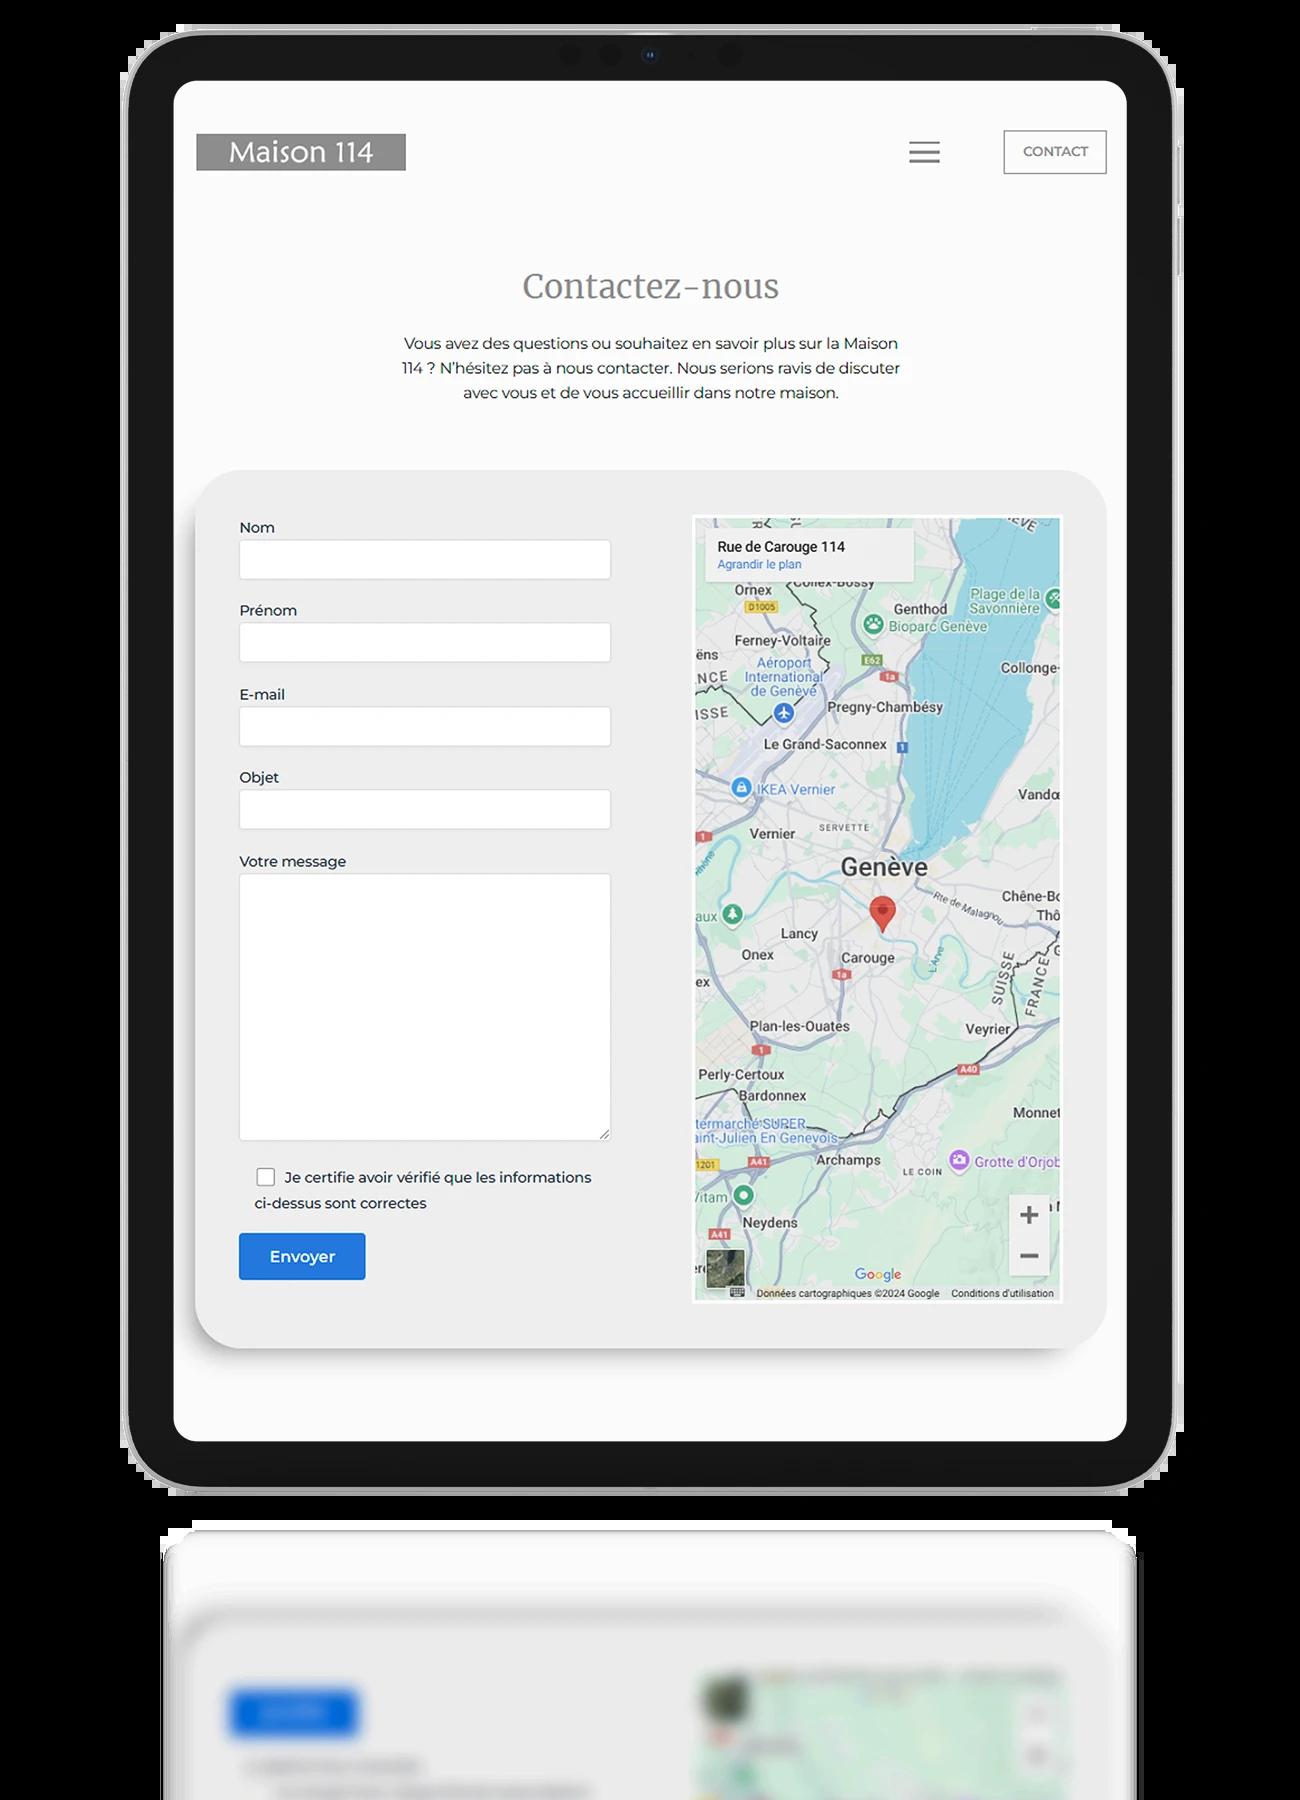 Maison 114
CONTACT
Contactez-nous
Vous avez des questions ou souhaitez en savoir plus sur la Maison
114 ? N'hésitez pas à nous contacter. Nous serions ravis de discuter
avec vous et de vous accueillir dans notre maison.
Nom
Prénom
E-mail
Objet
Votre message
Je certifie avoir vérifié que les informations
ci-dessus sont correctes
Envoyer
Rue de Carouge 114
Agrandir le plan
Collex-Bossy
Ornex
D1005
Genthod
Plage de la
Savonnière
Bioparc Genève
Ferney-Voltaire
E62
1a
Aéroport
International
de Genève
Collonge-
ISSE
Pregny-Chambésy
Le Grand-Saconnex
1
IKEA Vernier
Vernier
SERVETTE
1
Rhône
Genève
Rte de Malagnou
Chêne-Bo
Thô
aux
Lancy
Onex
Carouge
L'Arve
1a
ex
SUISSE
FRANCE
Plan-les-Ouates
Veyrier
1
A40
Perly-Certoux
Bardonnex
Monnet
termarché SUPER
aint-Julien En Genevois
1201
A41
Archamps
LE COIN
Grotte d'Orjob
Vitam
Neydens
A41
+
−
Google
Données cartographiques ©2024 Google
Conditions d'utilisation